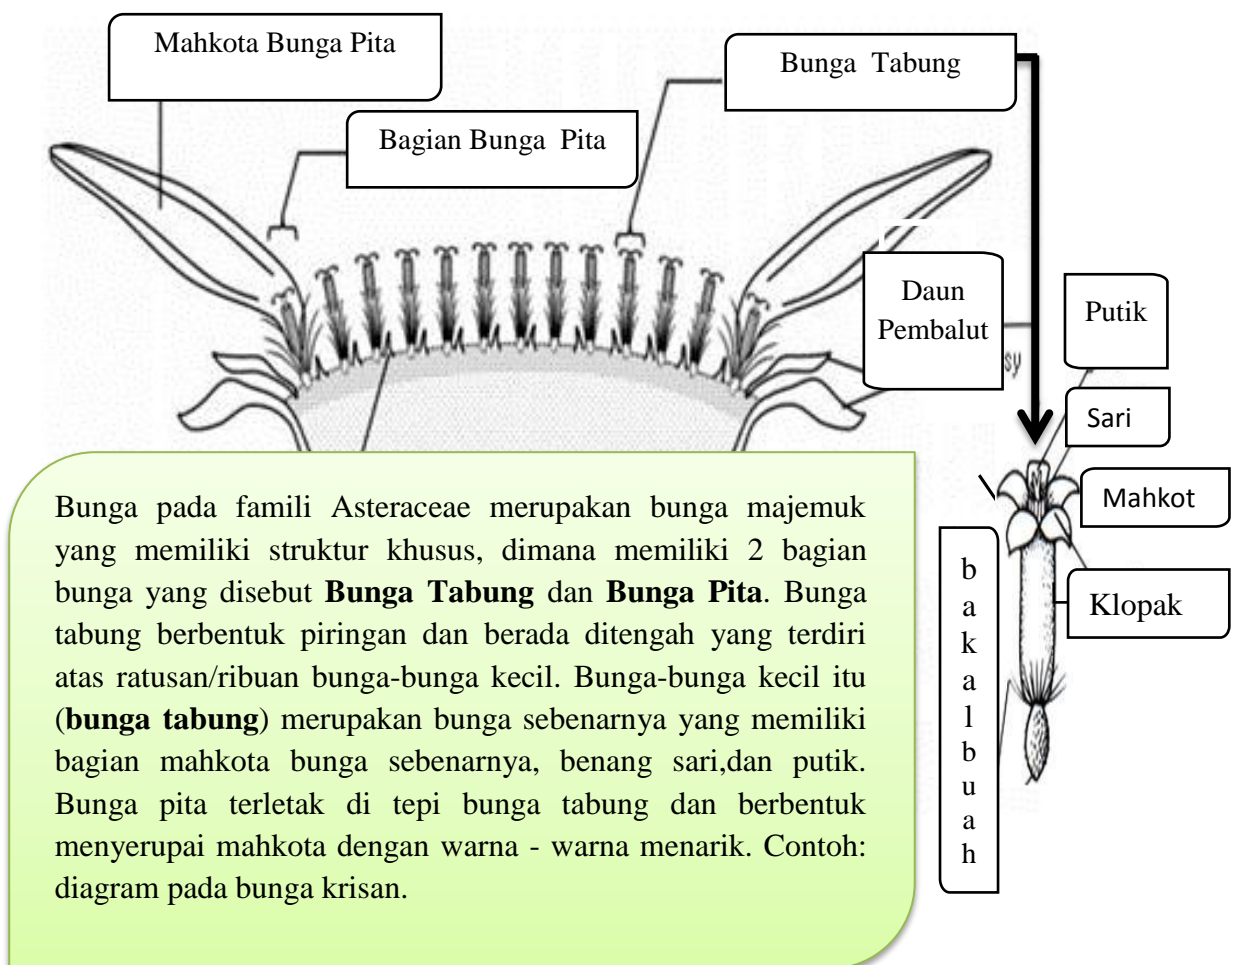 Mahkota Bunga Pita
Bunga Tabung
Bagian Bunga Pita
Daun
Pembalut
Putik
sy
Sari
Mahkot
Klopak
b
a
k
a
l
b
u
a
h
Bunga pada famili Asteraceae merupakan bunga majemuk
yang memiliki struktur khusus, dimana memiliki 2 bagian
bunga yang disebut Bunga Tabung dan Bunga Pita. Bunga
tabung berbentuk piringan dan berada ditengah yang terdiri
atas ratusan/ribuan bunga-bunga kecil. Bunga-bunga kecil itu
(bunga tabung) merupakan bunga sebenarnya yang memiliki
bagian mahkota bunga sebenarnya, benang sari,dan putik.
Bunga pita terletak di tepi bunga tabung dan berbentuk
menyerupai mahkota dengan warna - warna menarik. Contoh:
diagram pada bunga krisan.